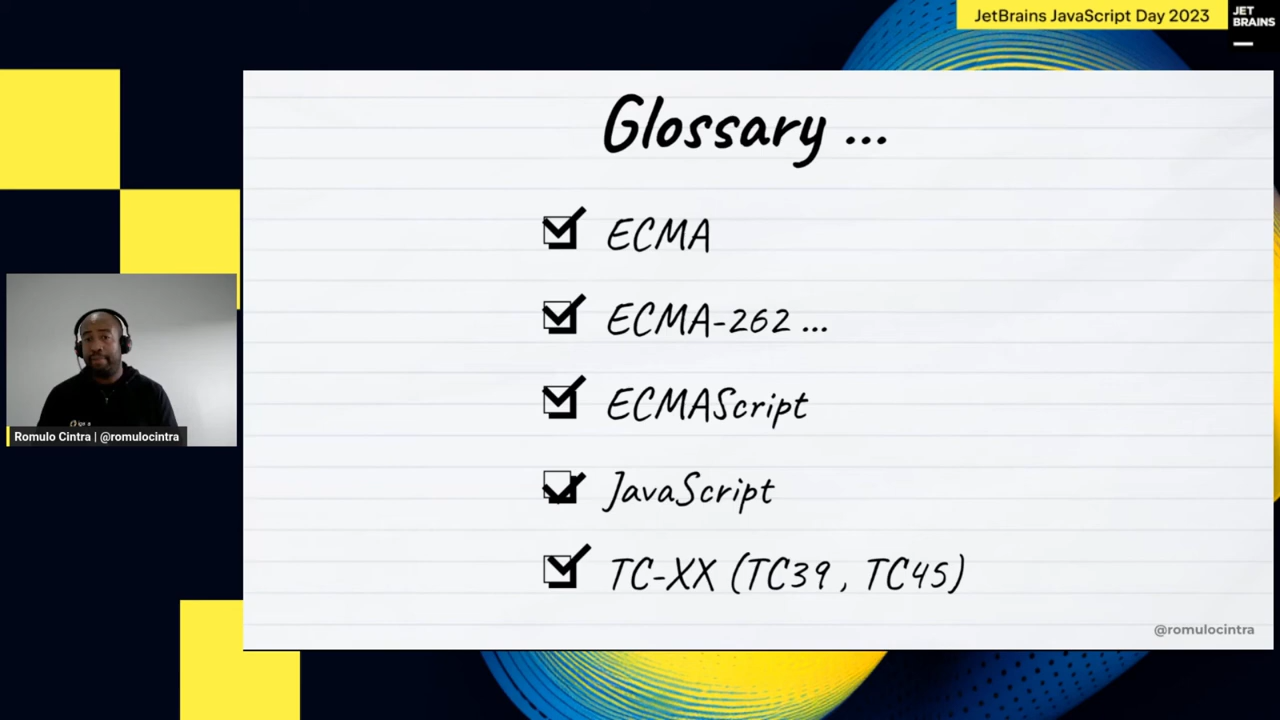 JetBrains JavaScript Day 2023
JET
BRAINS
Glossary ...
ECMA
ECMA-262 ...
ECMAScript
JavaScript
TC-XX (TC39 , TC45)
Romulo Cintra | @romulocintra
@romulocintra